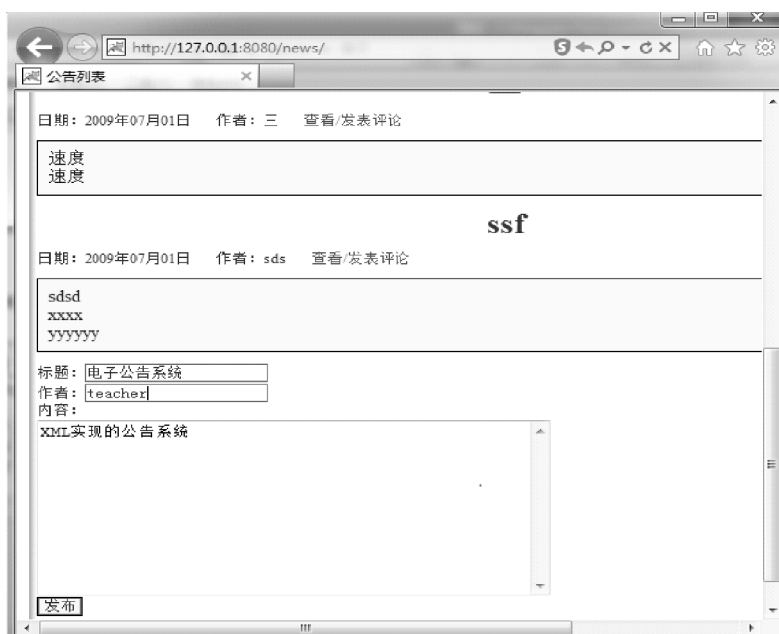 http://127.0.0.1:8080/news/
公告列表
日期：2009年07月01日 作者：三 查看/发表评论
速度
速度
ssf
日期：2009年07月01日 作者：sds 查看/发表评论
sdsd
xxxx
yyyyyy
标题：电子公告系统
作者：teacher
内容：
XML实现的公告系统
发布